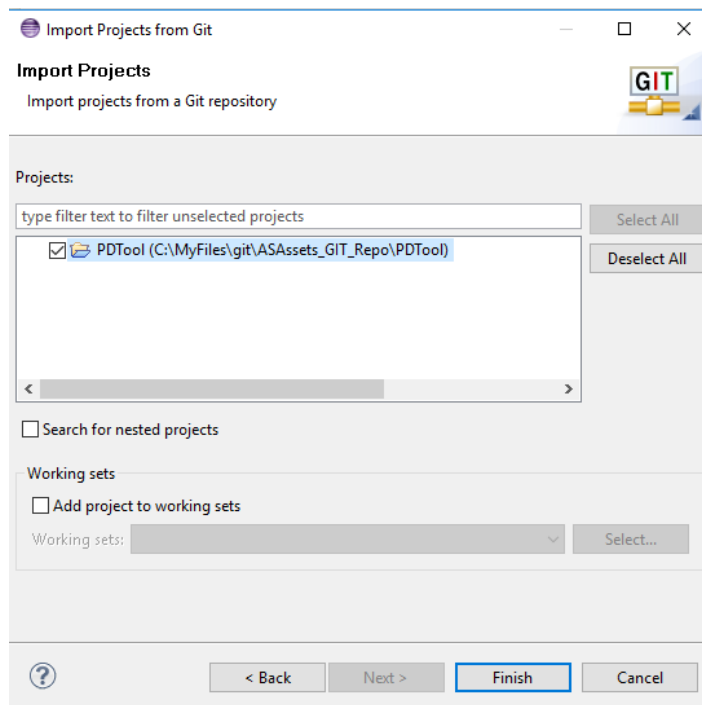 Import Projects from Git
Import Projects
Import projects from a Git repository
GIT
Projects:
type filter text to filter unselected projects
Select All
PDTool (C:\MyFiles\git\ASAssets_GIT_Repo\PDTool)
Deselect All
Search for nested projects
Working sets
Add project to working sets
Working sets:
Select...
?
< Back
Next >
Finish
Cancel